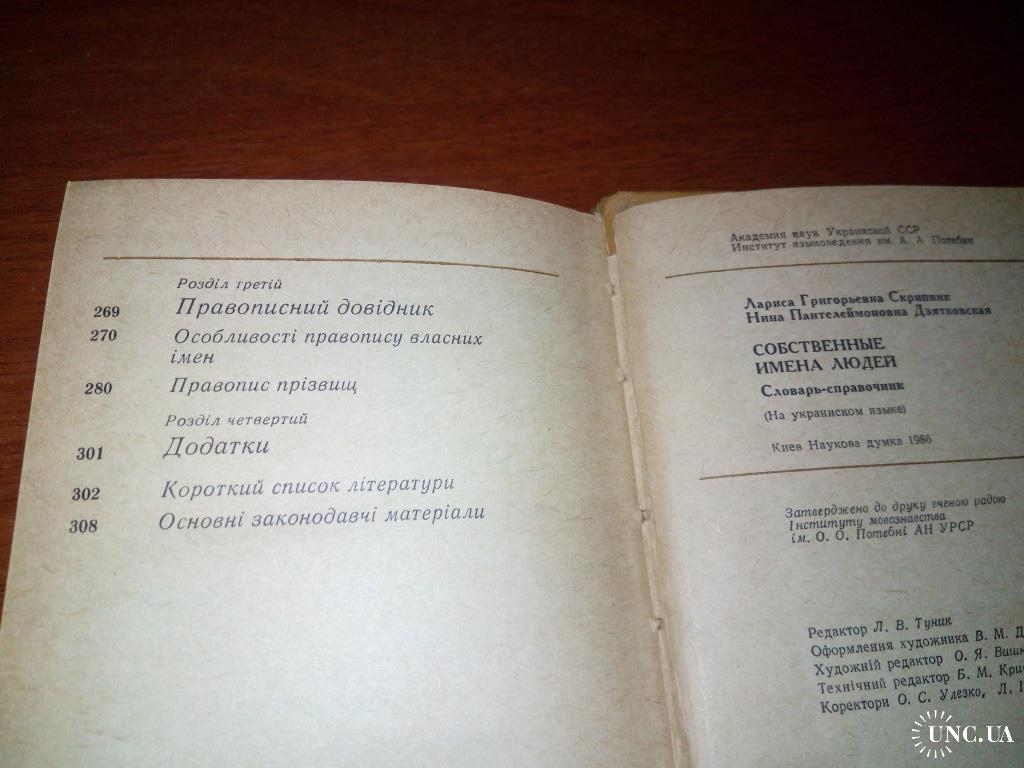 Розділ третій
269 Правописний довідник
270 Особливості правопису власних
імен
280 Правопис прізвищ
Розділ четвертий
301 Додатки
302 Короткий список літератури
308 Основні законодавчі матеріали
Академия наук Украинской ССР
Институт языковедения им. А. А Потебни
Лариса Григорьевна Скрипник
Нина Пантелеймоновна Дзятковская
СОБСТВЕННЫЕ
ИМЕНА ЛЮДЕЙ
Словарь-справочник
(На украинском языке)
Киев Наукова думка 1986
Затверджено до друку вченою радою
Інституту мовознавства
ім. О. О. Потебні АН УРСР
Редактор Л. В. Туник
Оформлення художника В. М. Д
Художній редактор О. Я. Вишн
Технічний редактор Б. М. Крич
Коректори О. С. Улезко, Л.
UNC.UA